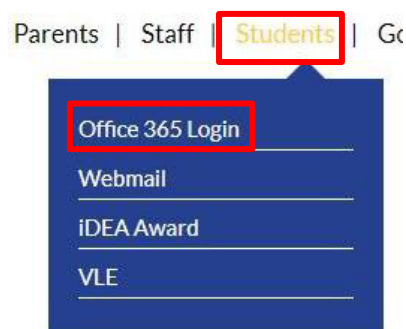 Parents | Staff | Students | Go
Office 365 Login
Webmail
iDEA Award
VLE